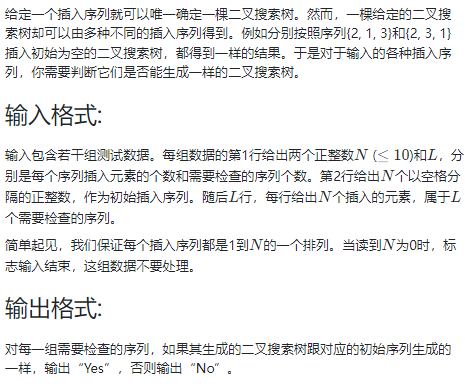 给定一个插入序列就可以唯一确定一棵二叉搜索树。然而，一棵给定的二叉搜
索树却可以由多种不同的插入序列得到。例如分别按照序列{2, 1, 3}和{2, 3, 1}
插入初始为空的二叉搜索树，都得到一样的结果。于是对于输入的各种插入序
列，你需要判断它们是否能生成一样的二叉搜索树。
输入格式:
输入包含若干组测试数据。每组数据的第1行给出两个正整数N (≤ 10)和L，分
别是每个序列插入元素的个数和需要检查的序列个数。第2行给出N个以空格分
隔的正整数，作为初始插入序列。随后L行，每行给出N个插入的元素，属于L
个需要检查的序列。
简单起见，我们保证每个插入序列都是1到N的一个排列。当读到N为0时，标
志输入结束，这组数据不要处理。
输出格式:
对每一组需要检查的序列，如果其生成的二叉搜索树跟对应的初始序列生成的
一样，输出“Yes”，否则输出“No”。